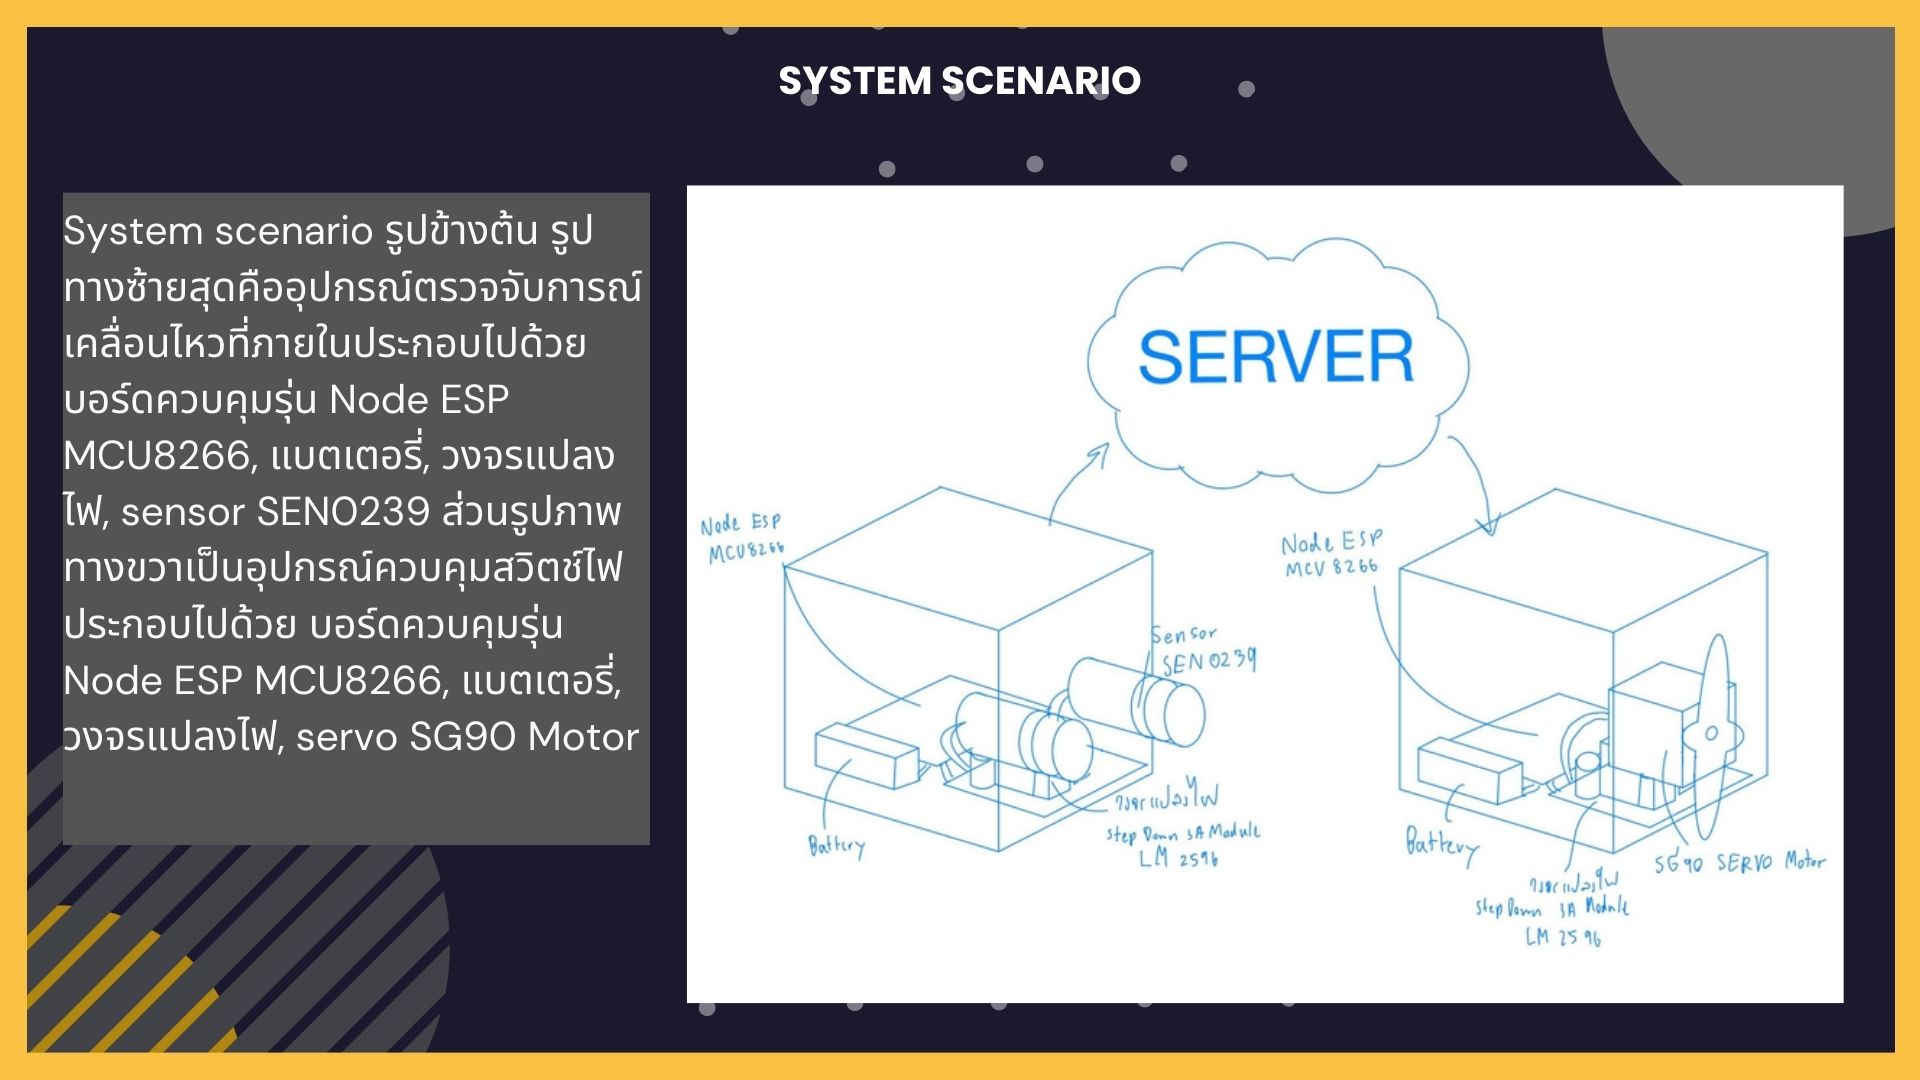 SYSTEM SCENARIO
System scenario รูปข้างต้น รูป
ทางซ้ายสุดคืออุปกรณ์ตรวจจับการณ์
เคลื่อนไหวที่ภายในประกอบไปด้วย
บอร์ดควบคุมรุ่น Node ESP
MCU8266, แบตเตอรี่, วงจรแปลง
ไฟ, sensor SEN0239 ส่วนรูปภาพ
ทางขวาเป็นอุปกรณ์ควบคุมสวิตช์ไฟ
ประกอบไปด้วย บอร์ดควบคุมรุ่น
Node ESP MCU8266, แบตเตอรี่,
วงจรแปลงไฟ, servo SG90 Motor
SERVER
Node Esp
MCU8266
Sensor
SEN0239
Battery
วงจรแปลงไฟ
Step Down 3A Module
LM 2596
Node ESP
MCU 8266
Battery
วงจรแปลงไฟ
Step Down 3A Module
LM 2596
SG90 SERVO Motor